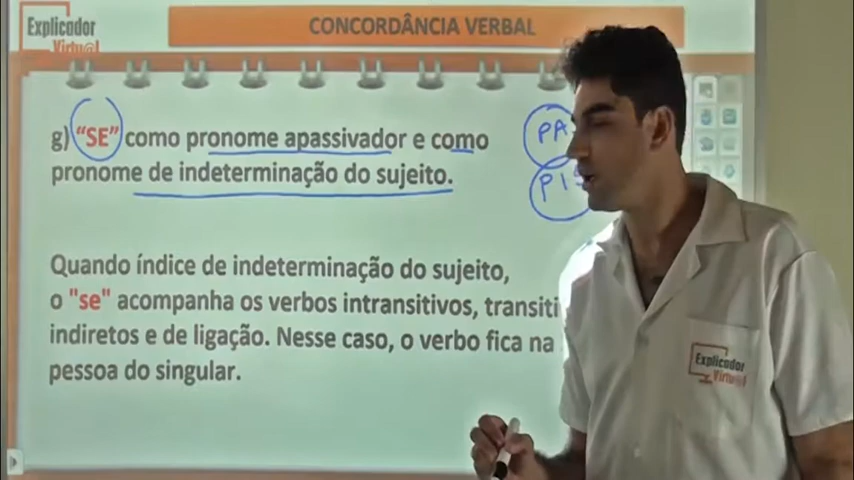 Explicador
Virtu@l
CONCORDÂNCIA VERBAL
g) "SE" como pronome apassivador e como
pronome de indeterminação do sujeito.
PA
Quando índice de indeterminação do sujeito,
o "se" acompanha os verbos intransitivos, transiti
indiretos e de ligação. Nesse caso, o verbo fica na
pessoa do singular.
Explicador
Virtu@l